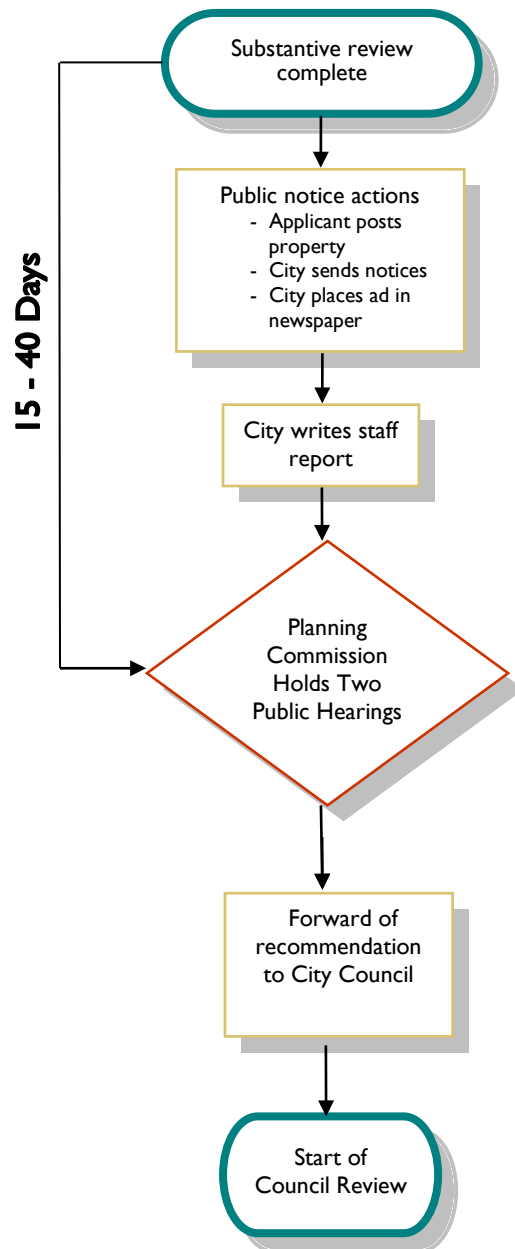 Substantive review
complete
Public notice actions
- Applicant posts
property
- City sends notices
- City places ad in
newspaper
15 - 40 Days
City writes staff
report
Planning
Commission
Holds Two
Public Hearings
Forward of
recommendation
to City Council
Start of
Council Review